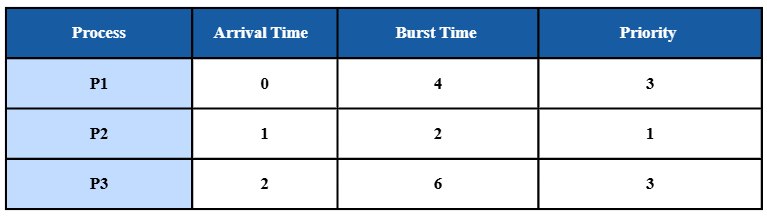 Process Arrival Time Burst Time Priority
P1 0 4 3
P2 1 2 1
P3 2 6 3